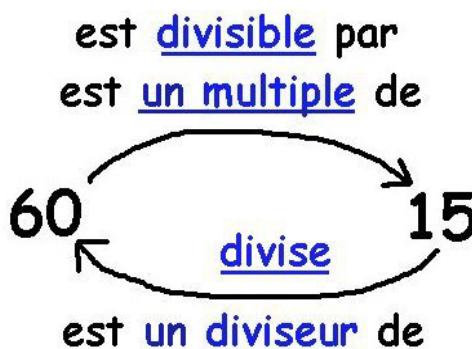 est divisible par
est un multiple de
60 15
divise
est un diviseur de